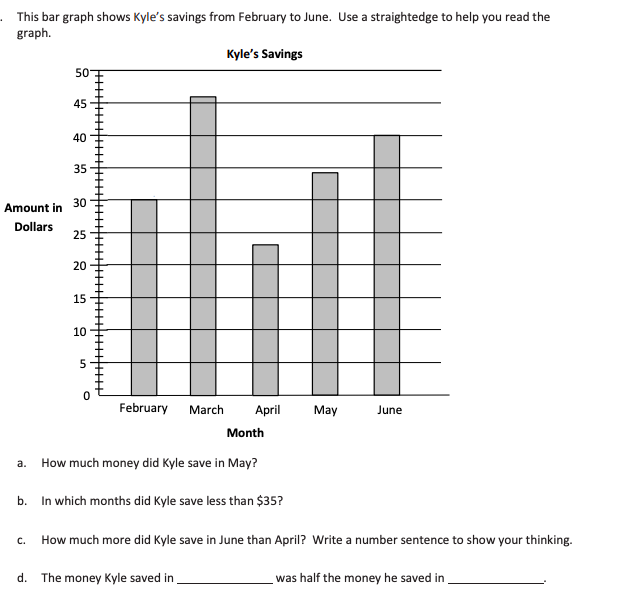 . This bar graph shows Kyle’s savings from February to June. Use a straightedge to help you read the
graph.
Kyle’s Savings
50
45
40
35
Amount in 30
Dollars
25
20
15
10
5
0
February March April May June
Month
a. How much money did Kyle save in May?
b. In which months did Kyle save less than $35?
c. How much more did Kyle save in June than April? Write a number sentence to show your thinking.
d. The money Kyle saved in ______________ was half the money he saved in ______________.